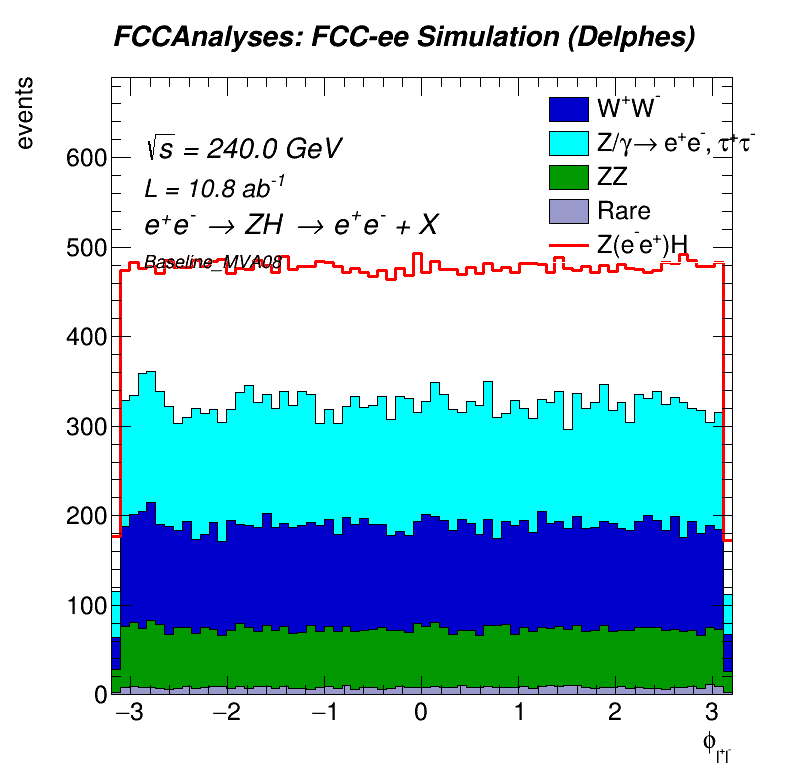 FCCAnalyses: FCC-ee Simulation (Delphes)
events
√s = 240.0 GeV
L = 10.8 ab⁻¹
e⁺e⁻ → ZH → e⁺e⁻ + X
Baseline_MVA08
W⁺W⁻
Z/γ→ e⁺e⁻, τ⁺τ⁻
ZZ
Rare
Z(e⁻e⁺)H
600
500
400
300
200
100
0
−3 −2 −1 0 1 2 3
ϕ_l⁺l⁻